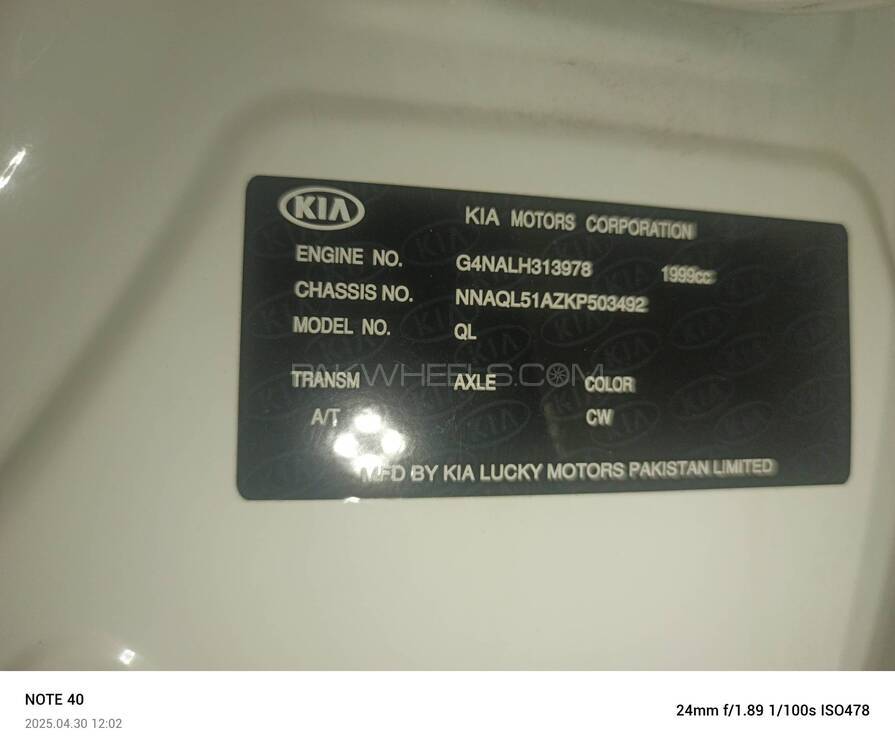 KIA
KIA MOTORS CORPORATION
ENGINE NO. G4NALH313978 1999cc
CHASSIS NO. NNAQL51AZKP503492
MODEL NO. QL
PAKWHEELS.COM
TRANSM AXLE COLOR
A/T CW
MFD BY KIA LUCKY MOTORS PAKISTAN LIMITED
NOTE 40
2025.04.30 12:02
24mm f/1.89 1/100s ISO478